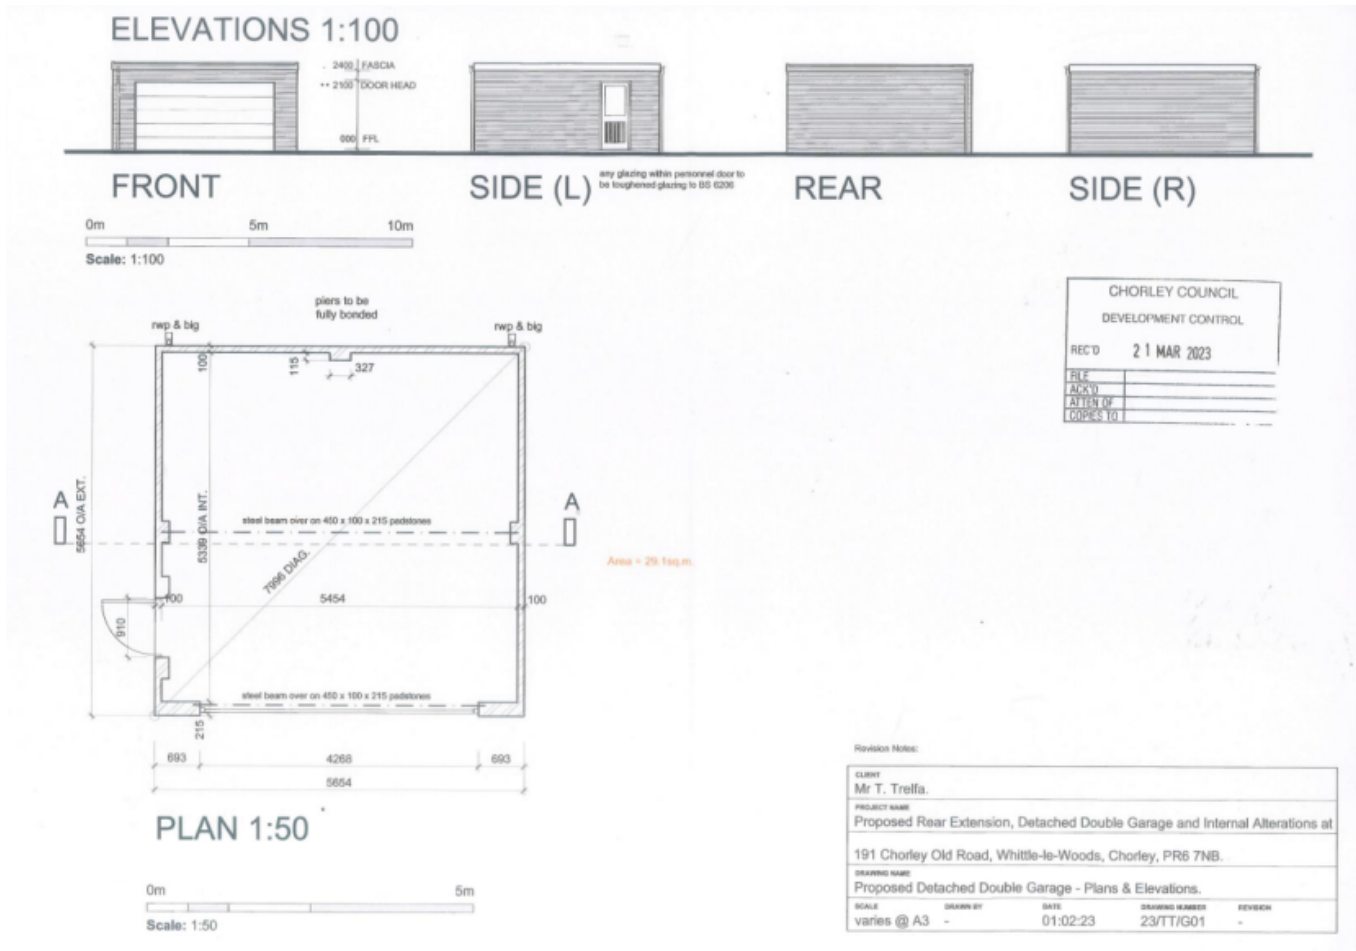 ELEVATIONS 1:100
2400 FASCIA
2100 DOOR HEAD
000 FFL
FRONT
SIDE (L)
any glazing within personnel door to
be toughened glazing to BS 6206
REAR
SIDE (R)
0m 5m 10m
Scale: 1:100
CHORLEY COUNCIL
DEVELOPMENT CONTROL
REC'D 21 MAR 2023
FILE
ACK'D
ATTEN OF
COPIES TO
piers to be
fully bonded
rwp & big
rwp & big
100
115
327
A
A
5654 O/A EXT.
5339 O/A INT.
steel beam over on 450 x 100 x 215 padstones
7996 DIAG.
Area = 29.1sq.m.
100
5454
100
910
steel beam over on 450 x 100 x 215 padstones
215
693
4268
693
5654
PLAN 1:50
0m 5m
Scale: 1:50
Revision Notes:
CLIENT
Mr T. Trelfa.
PROJECT NAME
Proposed Rear Extension, Detached Double Garage and Internal Alterations at
191 Chorley Old Road, Whittle-le-Woods, Chorley, PR6 7NB.
DRAWING NAME
Proposed Detached Double Garage - Plans & Elevations.
SCALE DRAWN BY DATE DRAWING NUMBER REVISION
varies @ A3 - 01:02:23 23/TT/G01 -